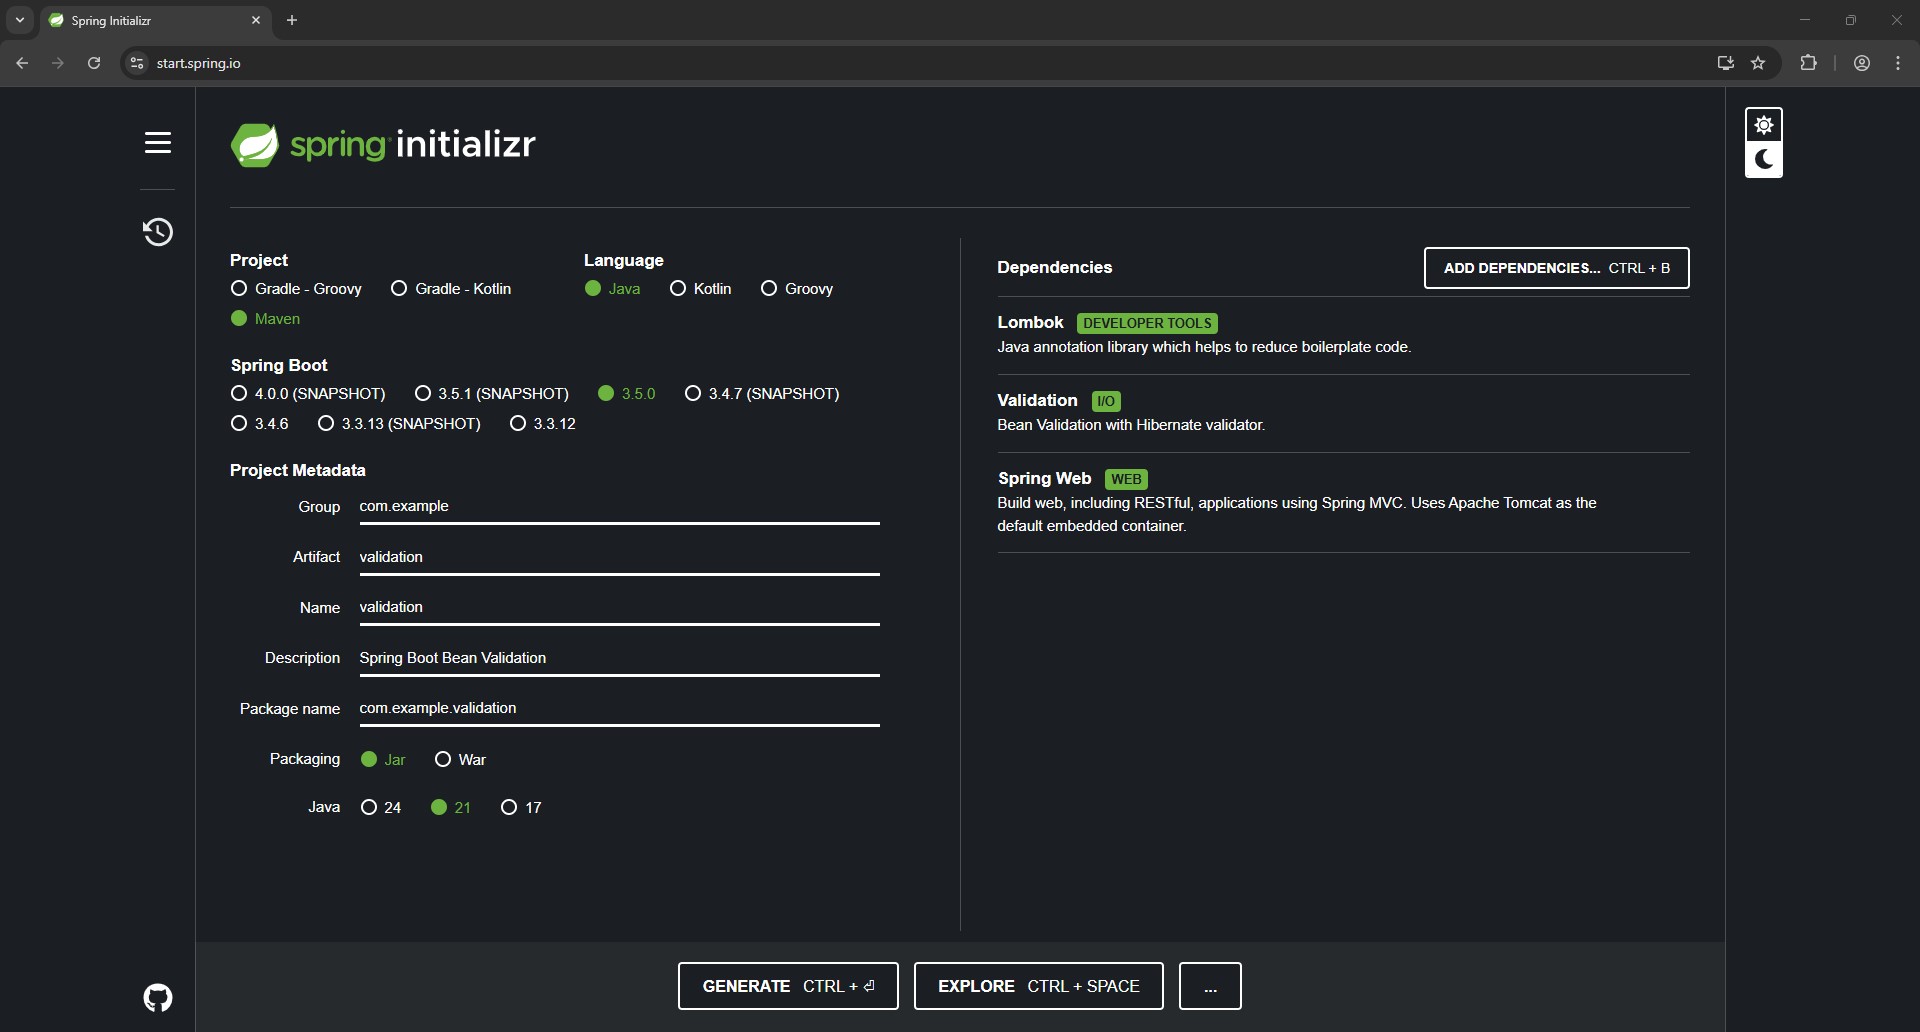 Spring Initializr
start.spring.io
spring initializr
Project
Gradle - Groovy
Gradle - Kotlin
Maven
Language
Java
Kotlin
Groovy
Spring Boot
4.0.0 (SNAPSHOT)
3.5.1 (SNAPSHOT)
3.5.0
3.4.7 (SNAPSHOT)
3.4.6
3.3.13 (SNAPSHOT)
3.3.12
Project Metadata
Group com.example
Artifact validation
Name validation
Description Spring Boot Bean Validation
Package name com.example.validation
Packaging Jar War
Java 24 21 17
Dependencies
ADD DEPENDENCIES... CTRL + B
Lombok DEVELOPER TOOLS
Java annotation library which helps to reduce boilerplate code.
Validation I/O
Bean Validation with Hibernate validator.
Spring Web WEB
Build web, including RESTful, applications using Spring MVC. Uses Apache Tomcat as the
default embedded container.
GENERATE CTRL + ⏎
EXPLORE CTRL + SPACE
...